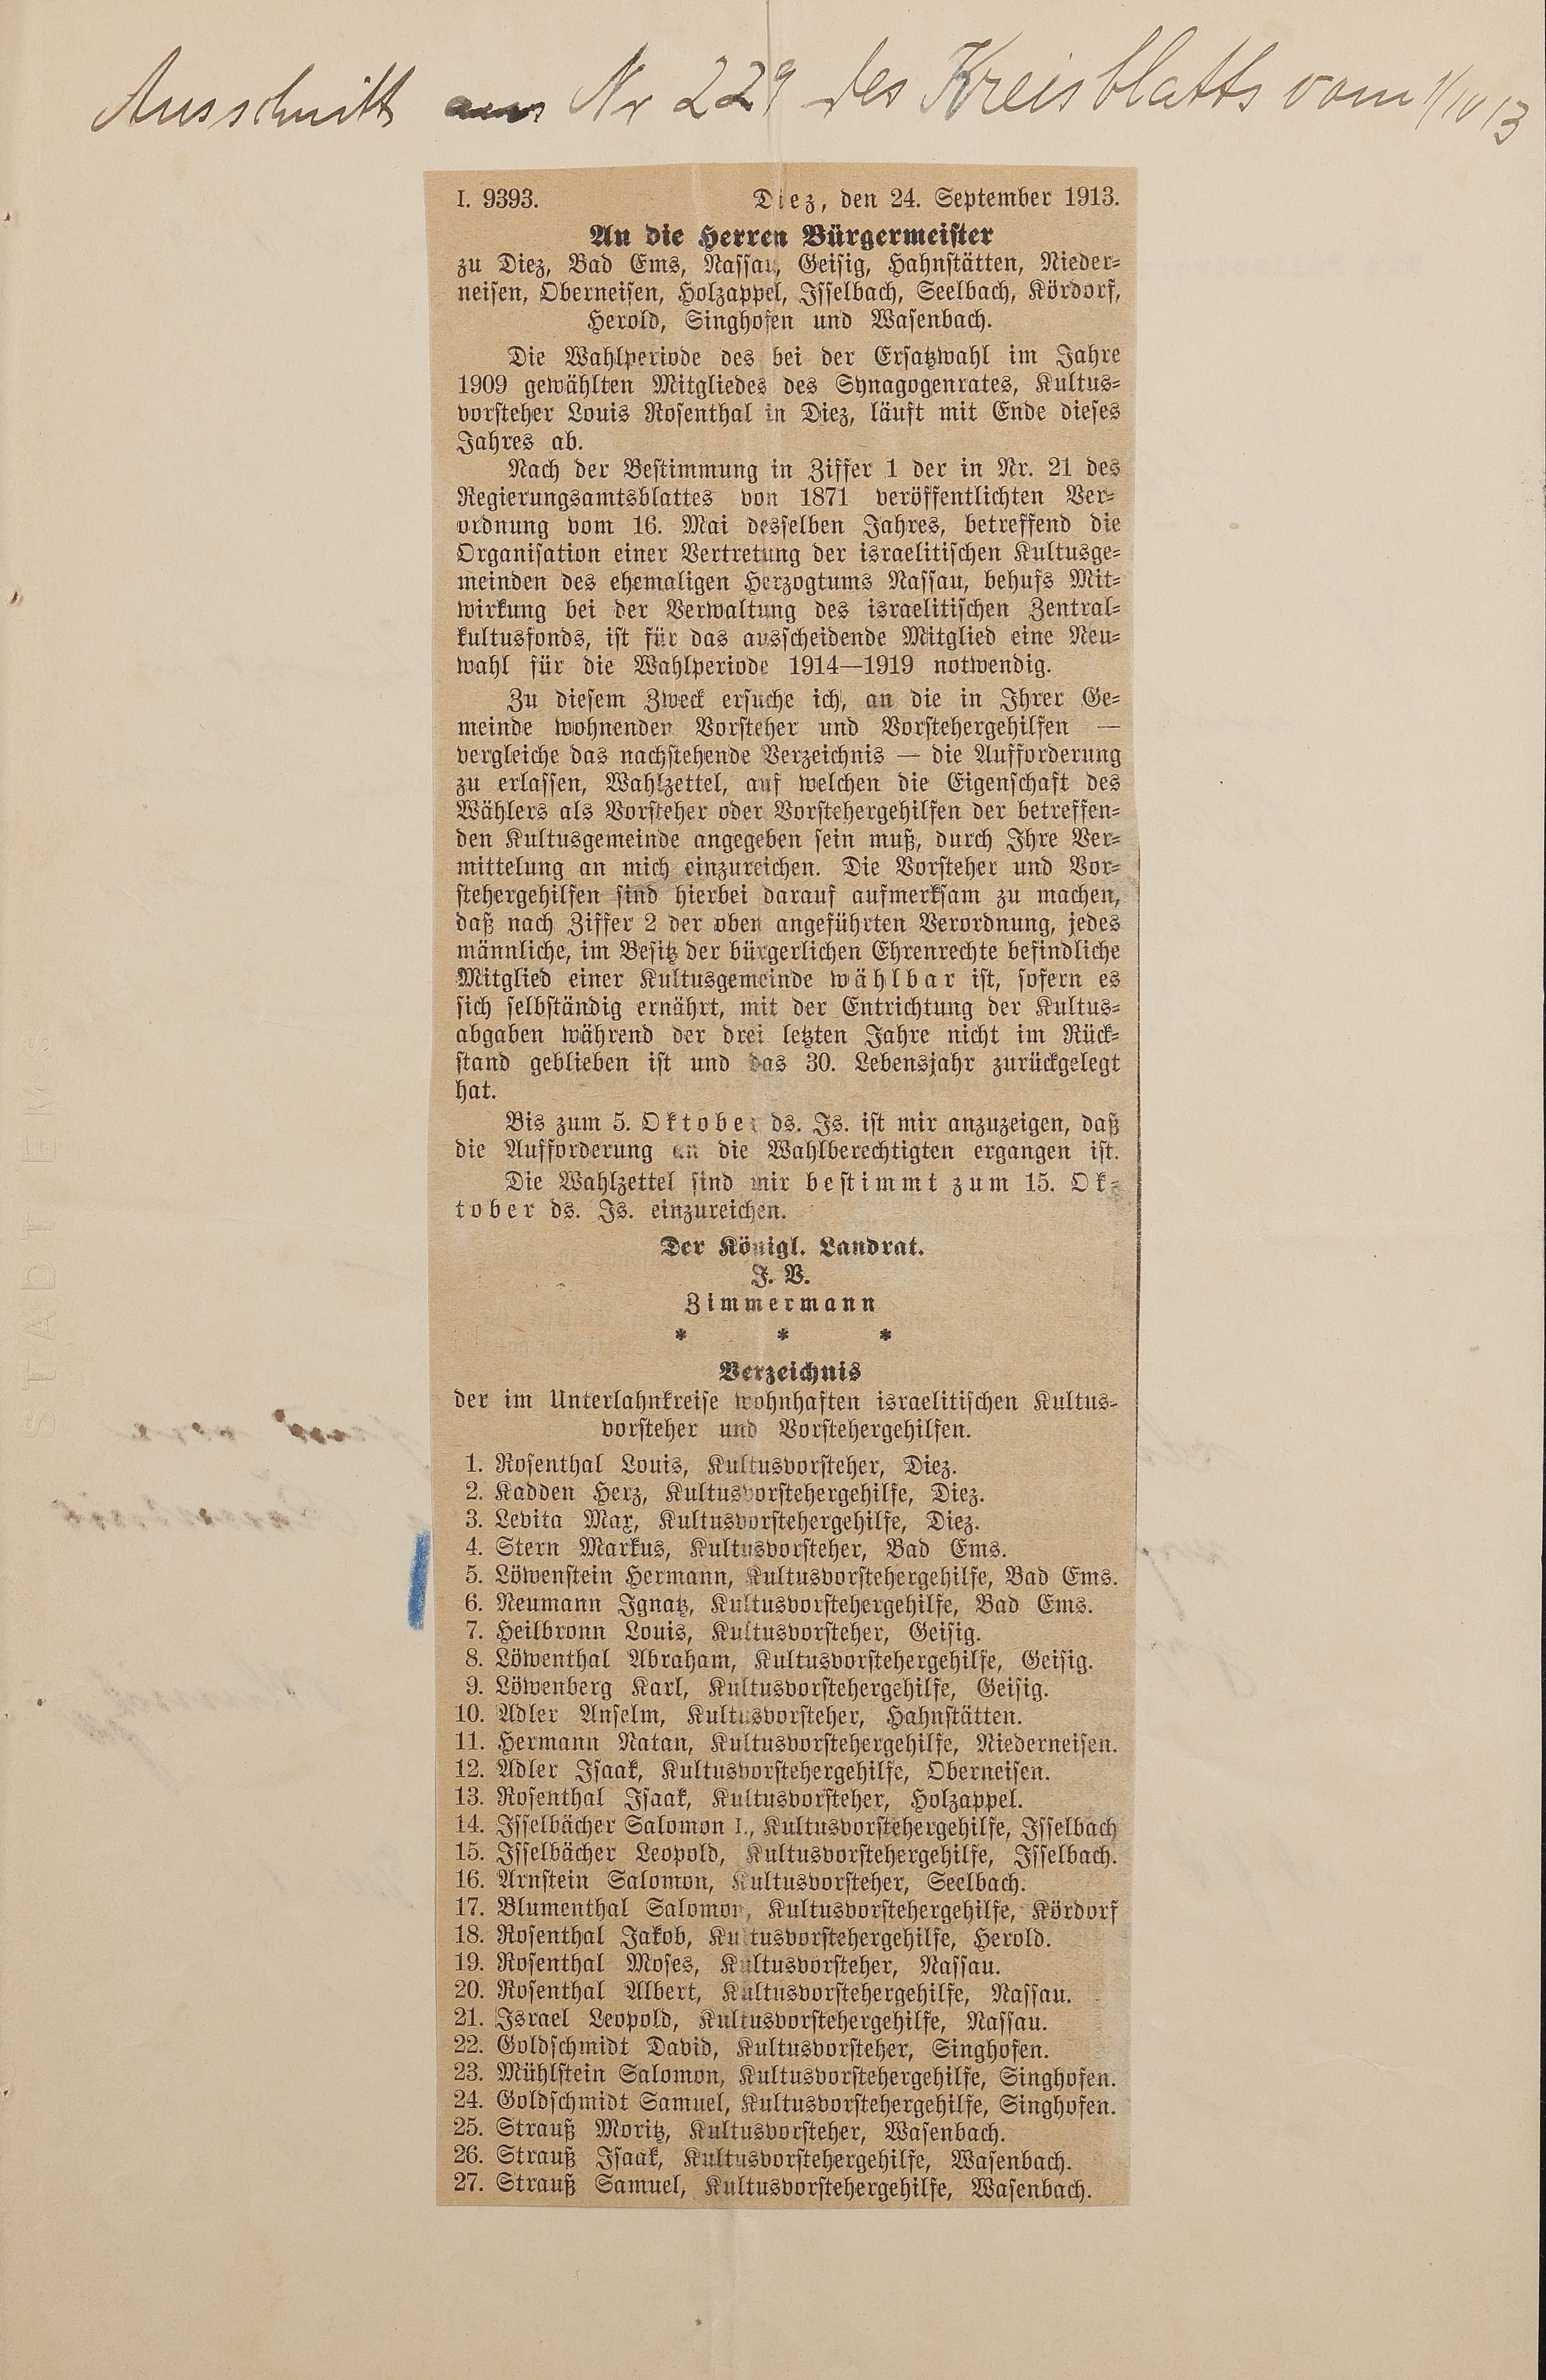 Ausschnitt aus Nr 229 des Kreisblatts vom 1/10 13
I. 9393. Diez, den 24. September 1913.
An die Herren Bürgermeister
zu Diez, Bad Ems, Nassau, Geisig, Hahnstätten, Nieder-
neisen, Oberneisen, Holzappel, Isselbach, Seelbach, Kördorf,
Herold, Singhofen und Wasenbach.
Die Wahlperiode des bei der Ersatzwahl im Jahre
1909 gewählten Mitgliedes des Synagogenrates, Kultus-
vorsteher Louis Rosenthal in Diez, läuft mit Ende dieses
Jahres ab.
Nach der Bestimmung in Ziffer 1 der in Nr. 21 des
Regierungsamtsblattes von 1871 veröffentlichten Ver-
ordnung vom 16. Mai desselben Jahres, betreffend die
Organisation einer Vertretung der israelitischen Kultusge-
meinden des ehemaligen Herzogtums Nassau, behufs Mit-
wirkung bei der Verwaltung des israelitischen Zentral-
kultusfonds, ist für das ausscheidende Mitglied eine Neu-
wahl für die Wahlperiode 1914—1919 notwendig.
Zu diesem Zweck ersuche ich, an die in Ihrer Ge-
meinde wohnenden Vorsteher und Vorstehergehilfen —
vergleiche das nachstehende Verzeichnis — die Aufforderung
zu erlassen, Wahlzettel, auf welchen die Eigenschaft des
Wählers als Vorsteher oder Vorstehergehilfen der betreffen-
den Kultusgemeinde angegeben sein muß, durch Ihre Ver-
mittelung an mich einzureichen. Die Vorsteher und Vor-
stehergehilfen sind hierbei darauf aufmerksam zu machen,
daß nach Ziffer 2 der oben angeführten Verordnung, jedes
männliche, im Besitz der bürgerlichen Ehrenrechte befindliche
Mitglied einer Kultusgemeinde wählbar ist, sofern es
sich selbständig ernährt, mit der Entrichtung der Kultus-
abgaben während der drei letzten Jahre nicht im Rück-
stand geblieben ist und das 30. Lebensjahr zurückgelegt
hat.
Bis zum 5. Oktober ds. Js. ist mir anzuzeigen, daß
die Aufforderung an die Wahlberechtigten ergangen ist.
Die Wahlzettel sind mir bestimmt zum 15. Ok-
tober ds. Js. einzureichen.
Der Königl. Landrat.
J. V.
Zimmermann
* * *
Verzeichnis
der im Unterlahnkreise wohnhaften israelitischen Kultus-
vorsteher und Vorstehergehilfen.
1. Rosenthal Louis, Kultusvorsteher, Diez.
2. Kadden Herz, Kultusvorstehergehilfe, Diez.
3. Levita Max, Kultusvorstehergehilfe, Diez.
4. Stern Markus, Kultusvorsteher, Bad Ems.
5. Löwenstein Hermann, Kultusvorstehergehilfe, Bad Ems.
6. Neumann Ignatz, Kultusvorstehergehilfe, Bad Ems.
7. Heilbronn Louis, Kultusvorsteher, Geisig.
8. Löwenthal Abraham, Kultusvorstehergehilfe, Geisig.
9. Löwenberg Karl, Kultusvorstehergehilfe, Geisig.
10. Adler Anselm, Kultusvorsteher, Hahnstätten.
11. Hermann Natan, Kultusvorstehergehilfe, Niederneisen.
12. Adler Isaak, Kultusvorstehergehilfe, Oberneisen.
13. Rosenthal Isaak, Kultusvorsteher, Holzappel.
14. Isselbächer Salomon I., Kultusvorstehergehilfe, Isselbach
15. Isselbächer Leopold, Kultusvorstehergehilfe, Isselbach.
16. Arnstein Salomon, Kultusvorsteher, Seelbach.
17. Blumenthal Salomon, Kultusvorstehergehilfe, Kördorf
18. Rosenthal Jakob, Kultusvorstehergehilfe, Herold.
19. Rosenthal Moses, Kultusvorsteher, Nassau.
20. Rosenthal Albert, Kultusvorstehergehilfe, Nassau.
21. Israel Leopold, Kultusvorstehergehilfe, Nassau.
22. Goldschmidt David, Kultusvorsteher, Singhofen.
23. Mühlstein Salomon, Kultusvorstehergehilfe, Singhofen.
24. Goldschmidt Samuel, Kultusvorstehergehilfe, Singhofen.
25. Strauß Moritz, Kultusvorsteher, Wasenbach.
26. Strauß Isaak, Kultusvorstehergehilfe, Wasenbach.
27. Strauß Samuel, Kultusvorstehergehilfe, Wasenbach.
STADT EMS